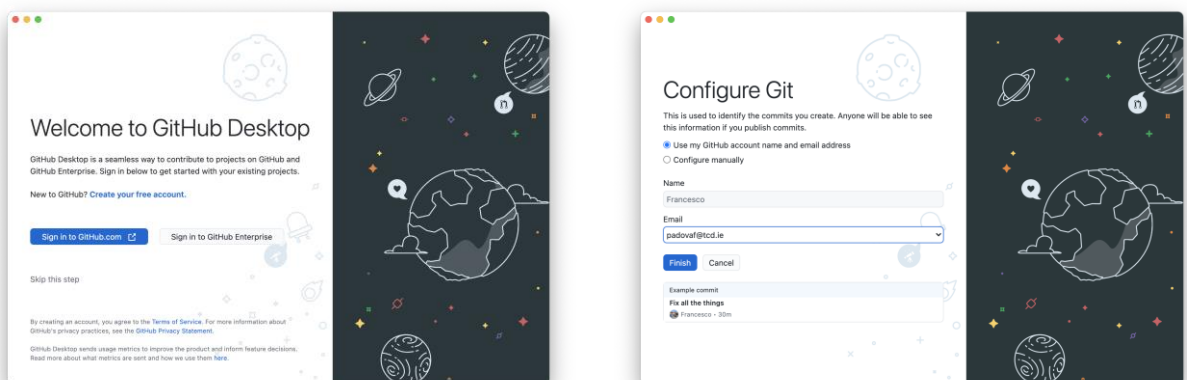 Welcome to GitHub Desktop
GitHub Desktop is a seamless way to contribute to projects on GitHub and
GitHub Enterprise. Sign in below to get started with your existing projects.
New to GitHub? Create your free account.
Sign in to GitHub.com
Sign in to GitHub Enterprise
Skip this step
By creating an account, you agree to the Terms of Service. For more information about
GitHub's privacy practices, see the GitHub Privacy Statement.
GitHub Desktop sends usage metrics to improve the product and inform feature decisions.
Read more about what metrics are sent and how we use them here.
Configure Git
This is used to identify the commits you create. Anyone will be able to see
this information if you publish commits.
Use my GitHub account name and email address
Configure manually
Name
Francesco
Email
padovaf@tcd.ie
Finish
Cancel
Example commit
Fix all the things
Francesco • 30m